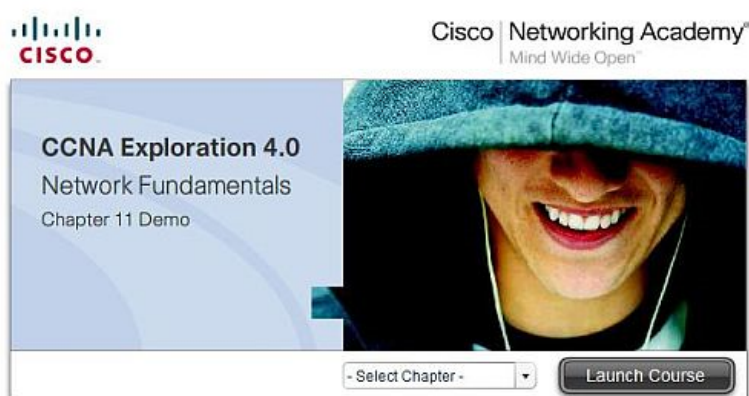 CISCO
Cisco Networking Academy®
Mind Wide Open™
CCNA Exploration 4.0
Network Fundamentals
Chapter 11 Demo
- Select Chapter -
Launch Course